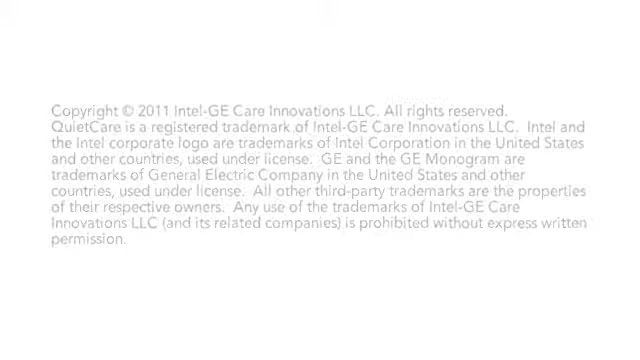 Copyright © 2011 Intel-GE Care Innovations LLC. All rights reserved.
QuietCare is a registered trademark of Intel-GE Care Innovations LLC.  Intel and
the Intel corporate logo are trademarks of Intel Corporation in the United States
and other countries, used under license.  GE and the GE Monogram are
trademarks of General Electric Company in the United States and other
countries, used under license.  All other third-party trademarks are the properties
of their respective owners.  Any use of the trademarks of Intel-GE Care
Innovations LLC (and its related companies) is prohibited without express written
permission.